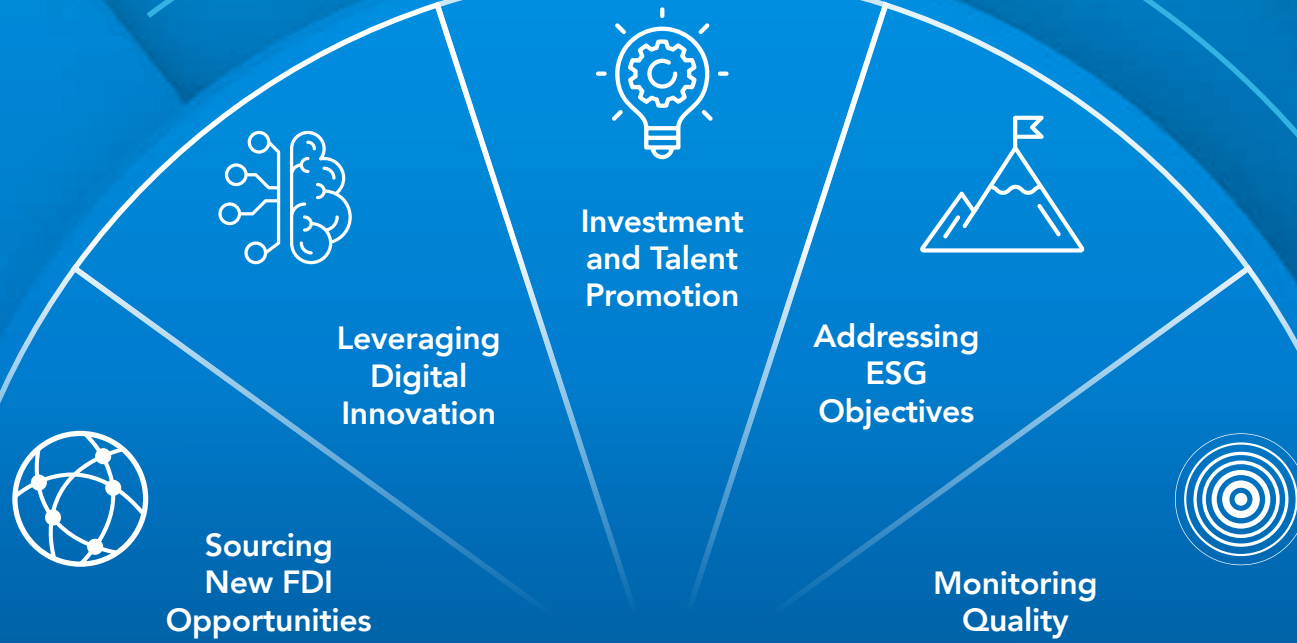 Investment
and Talent
Promotion
Leveraging
Digital
Innovation
Addressing
ESG
Objectives
Sourcing
New FDI
Opportunities
Monitoring
Quality